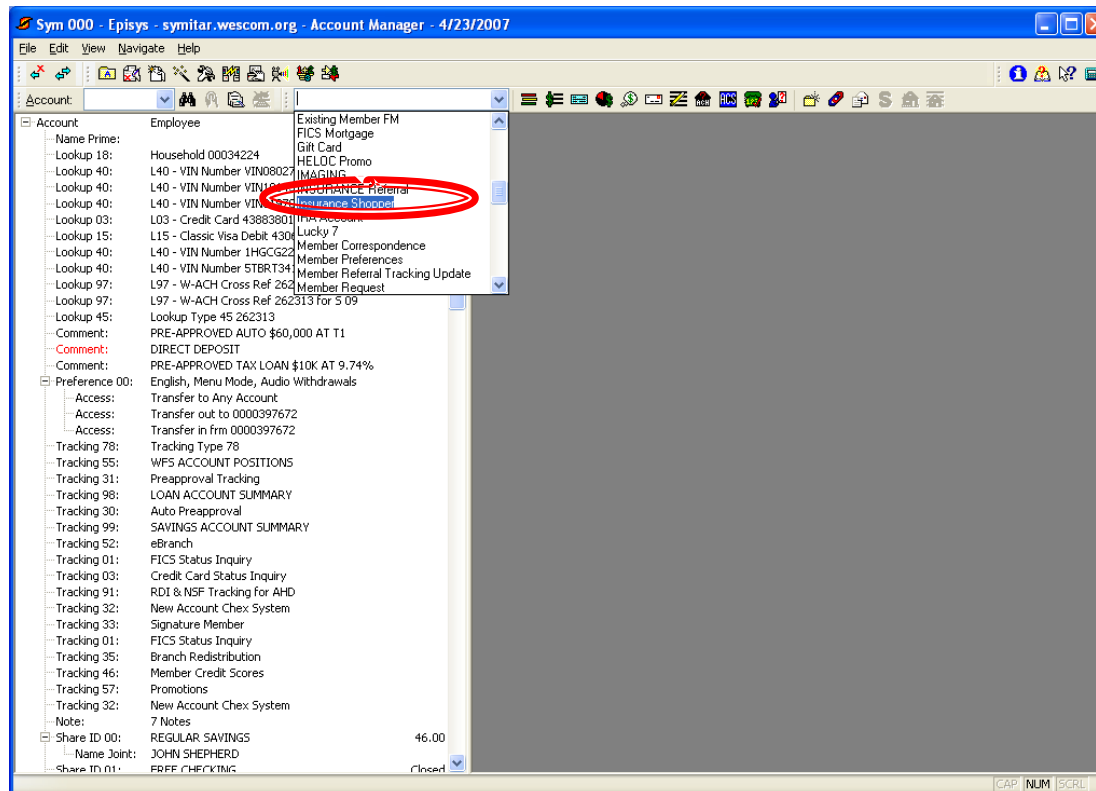 Sym 000 - Episys - symitar.wescom.org - Account Manager - 4/23/2007
File Edit View Navigate Help
Account:
Account Employee
Name Prime:
Lookup 18: Household 00034224
Lookup 40: L40 - VIN Number VIN08027
Lookup 40: L40 - VIN Number
Lookup 40: L40 - VIN Number
Lookup 03: L03 - Credit Card 43883801
Lookup 15: L15 - Classic Visa Debit 4306
Lookup 40: L40 - VIN Number 1HGCG22
Lookup 40: L40 - VIN Number 5TBRT341
Lookup 97: L97 - W-ACH Cross Ref 262
Lookup 97: L97 - W-ACH Cross Ref 262313 for S 09
Lookup 45: Lookup Type 45 262313
Comment: PRE-APPROVED AUTO $60,000 AT T1
Comment: DIRECT DEPOSIT
Comment: PRE-APPROVED TAX LOAN $10K AT 9.74%
Preference 00: English, Menu Mode, Audio Withdrawals
Access: Transfer to Any Account
Access: Transfer out to 0000397672
Access: Transfer in frm 0000397672
Tracking 78: Tracking Type 78
Tracking 55: WFS ACCOUNT POSITIONS
Tracking 31: Preapproval Tracking
Tracking 98: LOAN ACCOUNT SUMMARY
Tracking 30: Auto Preapproval
Tracking 99: SAVINGS ACCOUNT SUMMARY
Tracking 52: eBranch
Tracking 01: FICS Status Inquiry
Tracking 03: Credit Card Status Inquiry
Tracking 91: RDI & NSF Tracking for AHD
Tracking 32: New Account Chex System
Tracking 33: Signature Member
Tracking 01: FICS Status Inquiry
Tracking 35: Branch Redistribution
Tracking 46: Member Credit Scores
Tracking 57: Promotions
Tracking 32: New Account Chex System
Note: 7 Notes
Share ID 00: REGULAR SAVINGS 46.00
Name Joint: JOHN SHEPHERD
Share ID 01: FREE CHECKING Closed
Existing Member FM
FICS Mortgage
Gift Card
HELOC Promo
IMAGING
INSURANCE Referral
Insurance Shopper
IRA Account
Lucky 7
Member Correspondence
Member Preferences
Member Referral Tracking Update
Member Request
ACH
ACS
CAP NUM SCRL